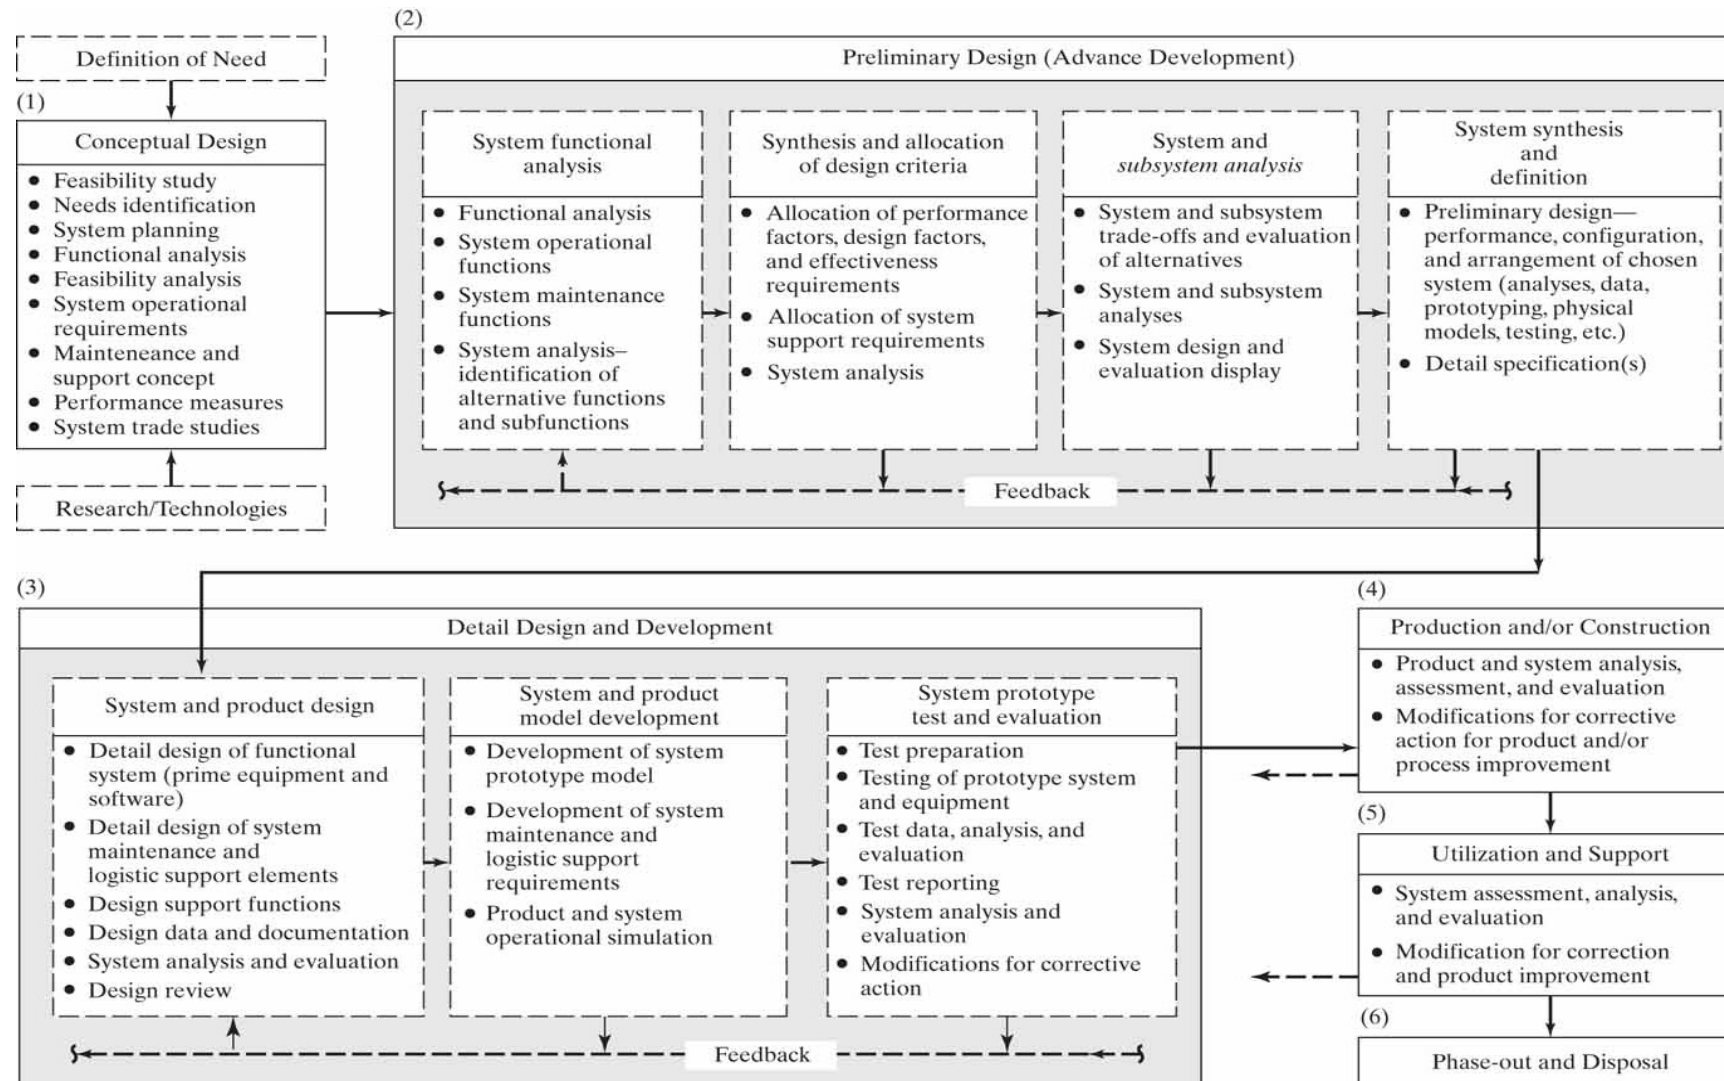 Definition of Need
(1)
Conceptual Design
• Feasibility study
• Needs identification
• System planning
• Functional analysis
• Feasibility analysis
• System operational
requirements
• Mainteneance and
support concept
• Performance measures
• System trade studies
Research/Technologies
(2)
Preliminary Design (Advance Development)
System functional
analysis
• Functional analysis
• System operational
functions
• System maintenance
functions
• System analysis–
identification of
alternative functions
and subfunctions
Synthesis and allocation
of design criteria
• Allocation of performance
factors, design factors,
and effectiveness
requirements
• Allocation of system
support requirements
• System analysis
System and
subsystem analysis
• System and subsystem
trade-offs and evaluation
of alternatives
• System and subsystem
analyses
• System design and
evaluation display
System synthesis
and
definition
• Preliminary design—
performance, configuration,
and arrangement of chosen
system (analyses, data,
prototyping, physical
models, testing, etc.)
• Detail specification(s)
Feedback
(3)
Detail Design and Development
System and product design
• Detail design of functional
system (prime equipment and
software)
• Detail design of system
maintenance and
logistic support elements
• Design support functions
• Design data and documentation
• System analysis and evaluation
• Design review
System and product
model development
• Development of system
prototype model
• Development of system
maintenance and
logistic support
requirements
• Product and system
operational simulation
System prototype
test and evaluation
• Test preparation
• Testing of prototype system
and equipment
• Test data, analysis, and
evaluation
• Test reporting
• System analysis and
evaluation
• Modifications for corrective
action
Feedback
(4)
Production and/or Construction
• Product and system analysis,
assessment, and evaluation
• Modifications for corrective
action for product and/or
process improvement
(5)
Utilization and Support
• System assessment, analysis,
and evaluation
• Modification for correction
and product improvement
(6)
Phase-out and Disposal